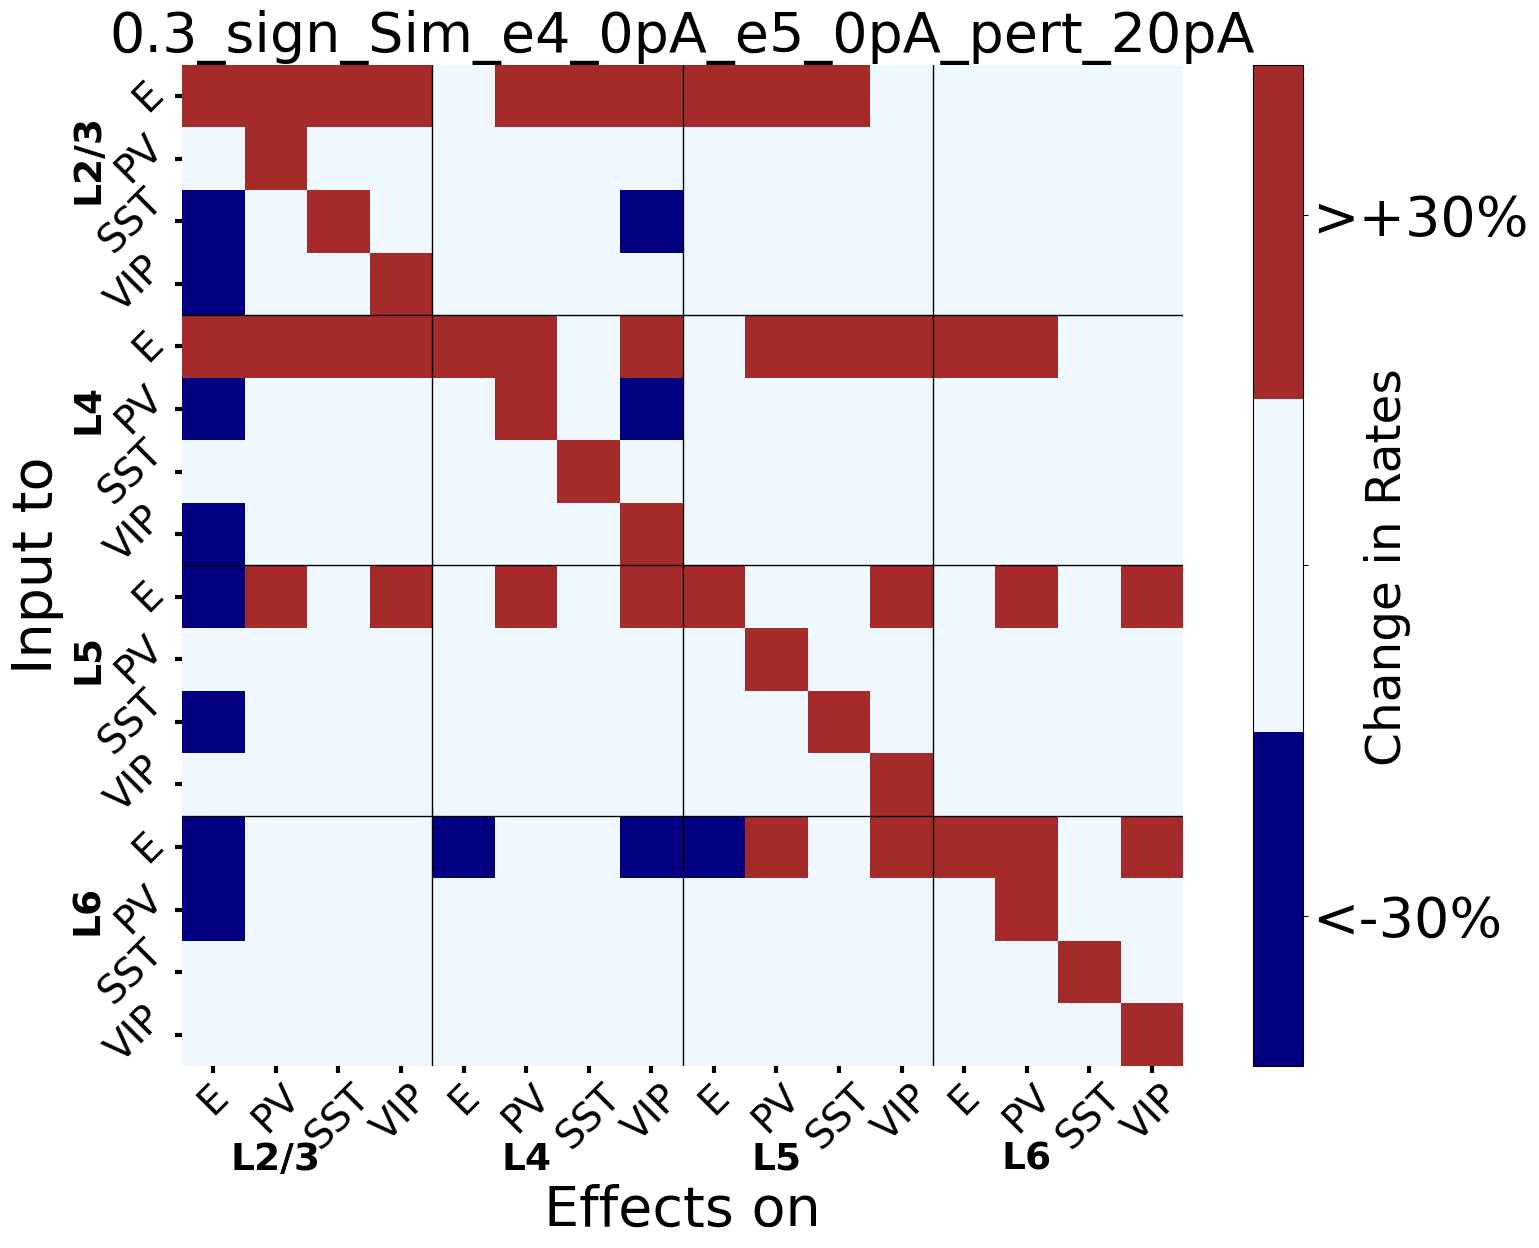 0.3_sign_Sim_e4_0pA_e5_0pA_pert_20pA
Input to
L2/3
E
PV
SST
VIP
L4
E
PV
SST
VIP
L5
E
PV
SST
VIP
L6
E
PV
SST
VIP
E PV SST VIP E PV SST VIP E PV SST VIP E PV SST VIP
L2/3 L4 L5 L6
Effects on
>+30%
Change in Rates
<-30%